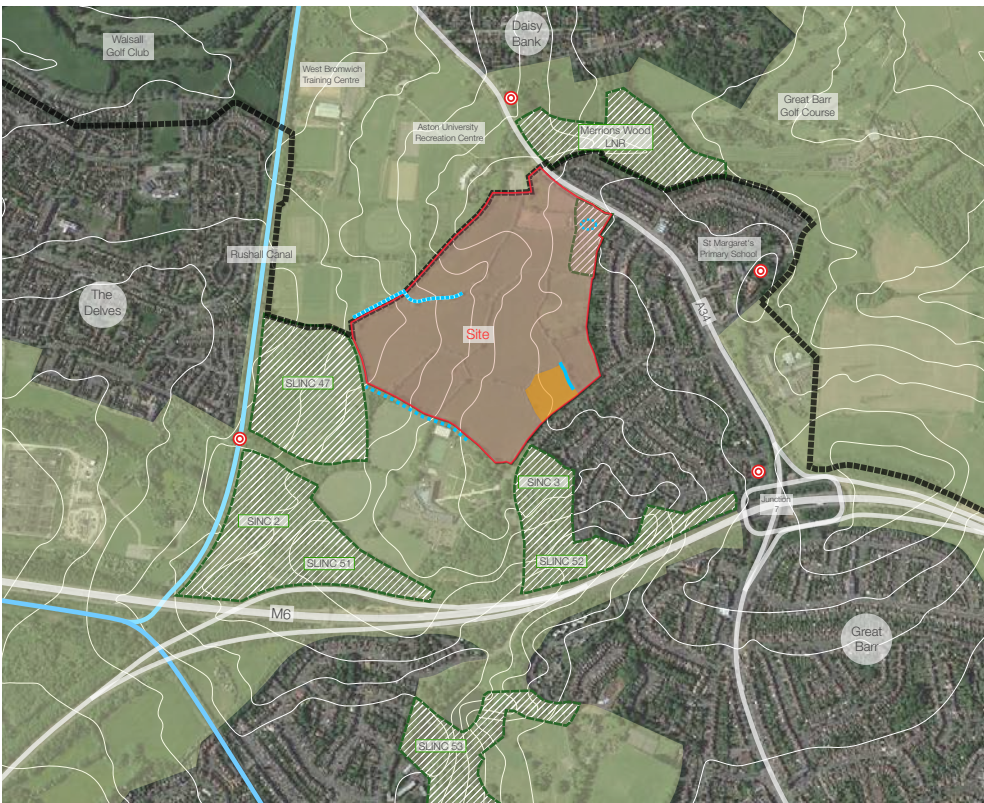 Daisy
Bank
Walsall
Golf Club
West Bromwich
Training Centre
Great Barr
Golf Course
Aston University
Recreation Centre
Merrions Wood
LNR
St Margaret's
Primary School
Rushall Canal
The
Delves
A34
Site
SLINC 47
SINC 3
Junction
7
SINC 2
SLINC 51
SLINC 52
M6
Great
Barr
SLINC 53